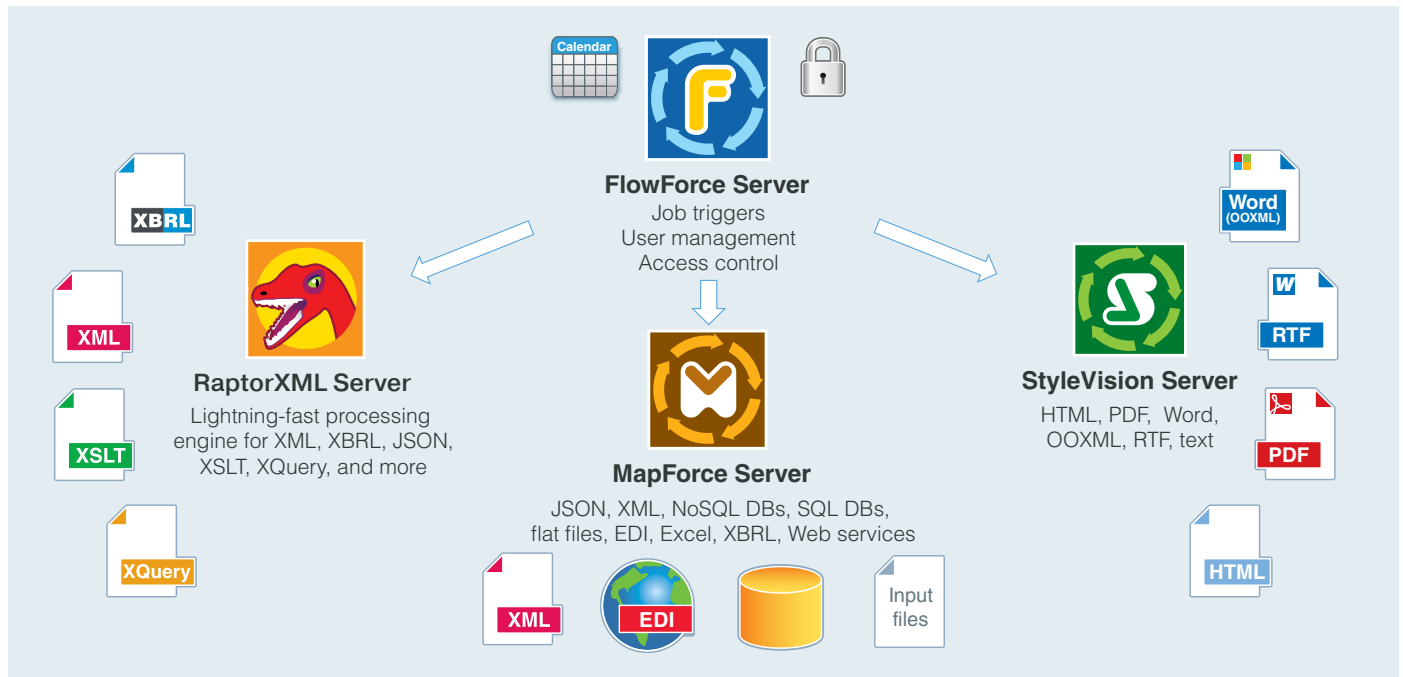 Calendar
F
FlowForce Server
Job triggers
User management
Access control
XBRL
XML
XSLT
XQuery
RaptorXML Server
Lightning-fast processing
engine for XML, XBRL, JSON,
XSLT, XQuery, and more
MapForce Server
JSON, XML, NoSQL DBs, SQL DBs,
flat files, EDI, Excel, XBRL, Web services
XML
EDI
Input
files
S
StyleVision Server
HTML, PDF, Word,
OOXML, RTF, text
Word
(OOXML)
W
RTF
PDF
HTML